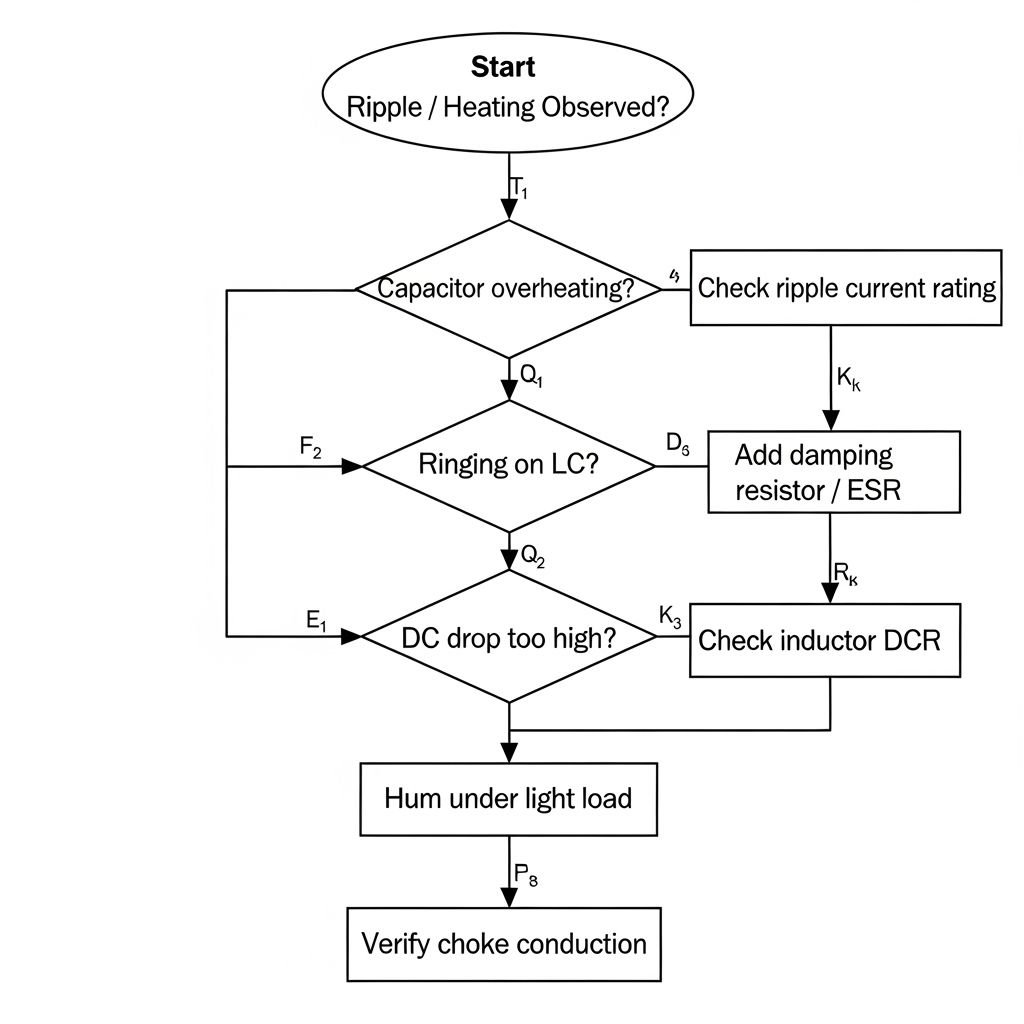 Start
Ripple / Heating Observed?
T₁
Capacitor overheating?
Check ripple current rating
Q₁
Kₖ
F₂
Ringing on LC?
D₆
Add damping
resistor / ESR
Q₂
Rₖ
E₁
DC drop too high?
K₃
Check inductor DCR
Hum under light load
P₈
Verify choke conduction